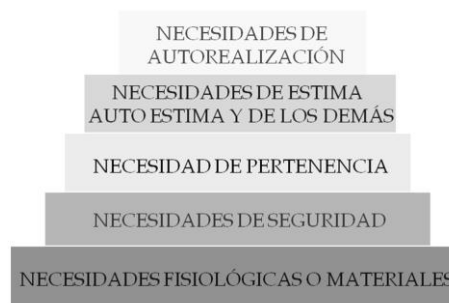 NECESIDADES DE
AUTOREALIZACIÓN
NECESIDADES DE ESTIMA
AUTO ESTIMA Y DE LOS DEMÁS
NECESIDAD DE PERTENENCIA
NECESIDADES DE SEGURIDAD
NECESIDADES FISIOLÓGICAS O MATERIALES